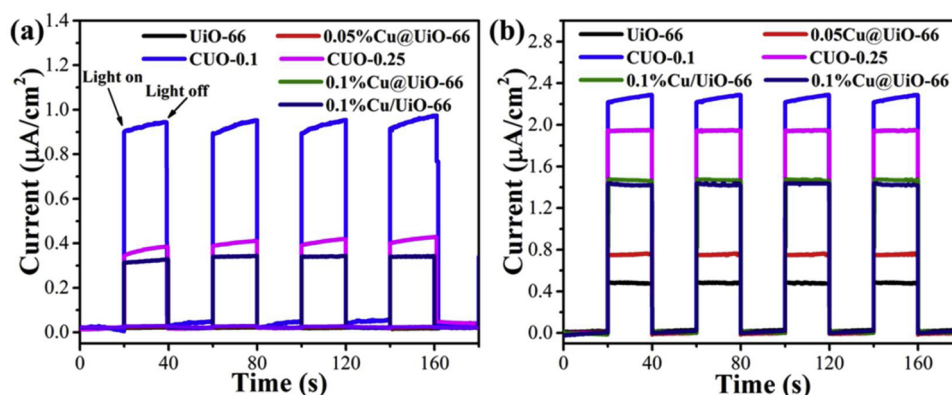 (a)
UiO-66 0.05%Cu@UiO-66
CUO-0.1 CUO-0.25
0.1%Cu@UiO-66
0.1%Cu/UiO-66
Light on
Light off
Current (μA/cm²)
1.4
1.2
1.0
0.8
0.6
0.4
0.2
0.0
0 40 80 120 160
Time (s)
(b)
UiO-66 0.05Cu@UiO-66
CUO-0.1 CUO-0.25
0.1%Cu/UiO-66 0.1%Cu@UiO-66
Current (μA/cm²)
2.8
2.4
2.0
1.6
1.2
0.8
0.4
0.0
0 40 80 120 160
Time (s)